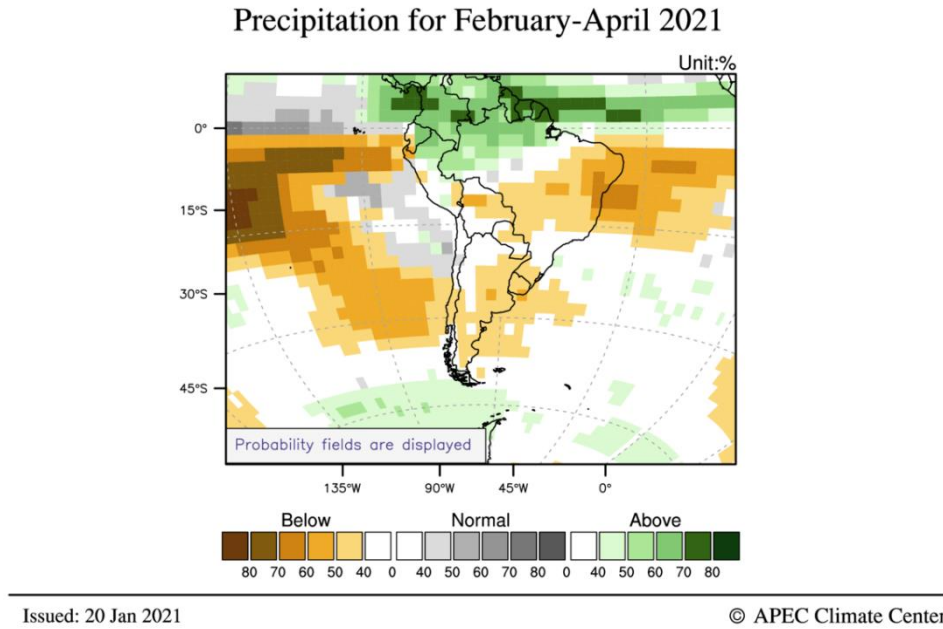 Precipitation for February-April 2021
Unit:%
0°
15°S
30°S
45°S
Probability fields are displayed
135°W 90°W 45°W 0°
Below Normal Above
80 70 60 50 40 0 40 50 60 70 80 0 40 50 60 70 80
Issued: 20 Jan 2021 © APEC Climate Center